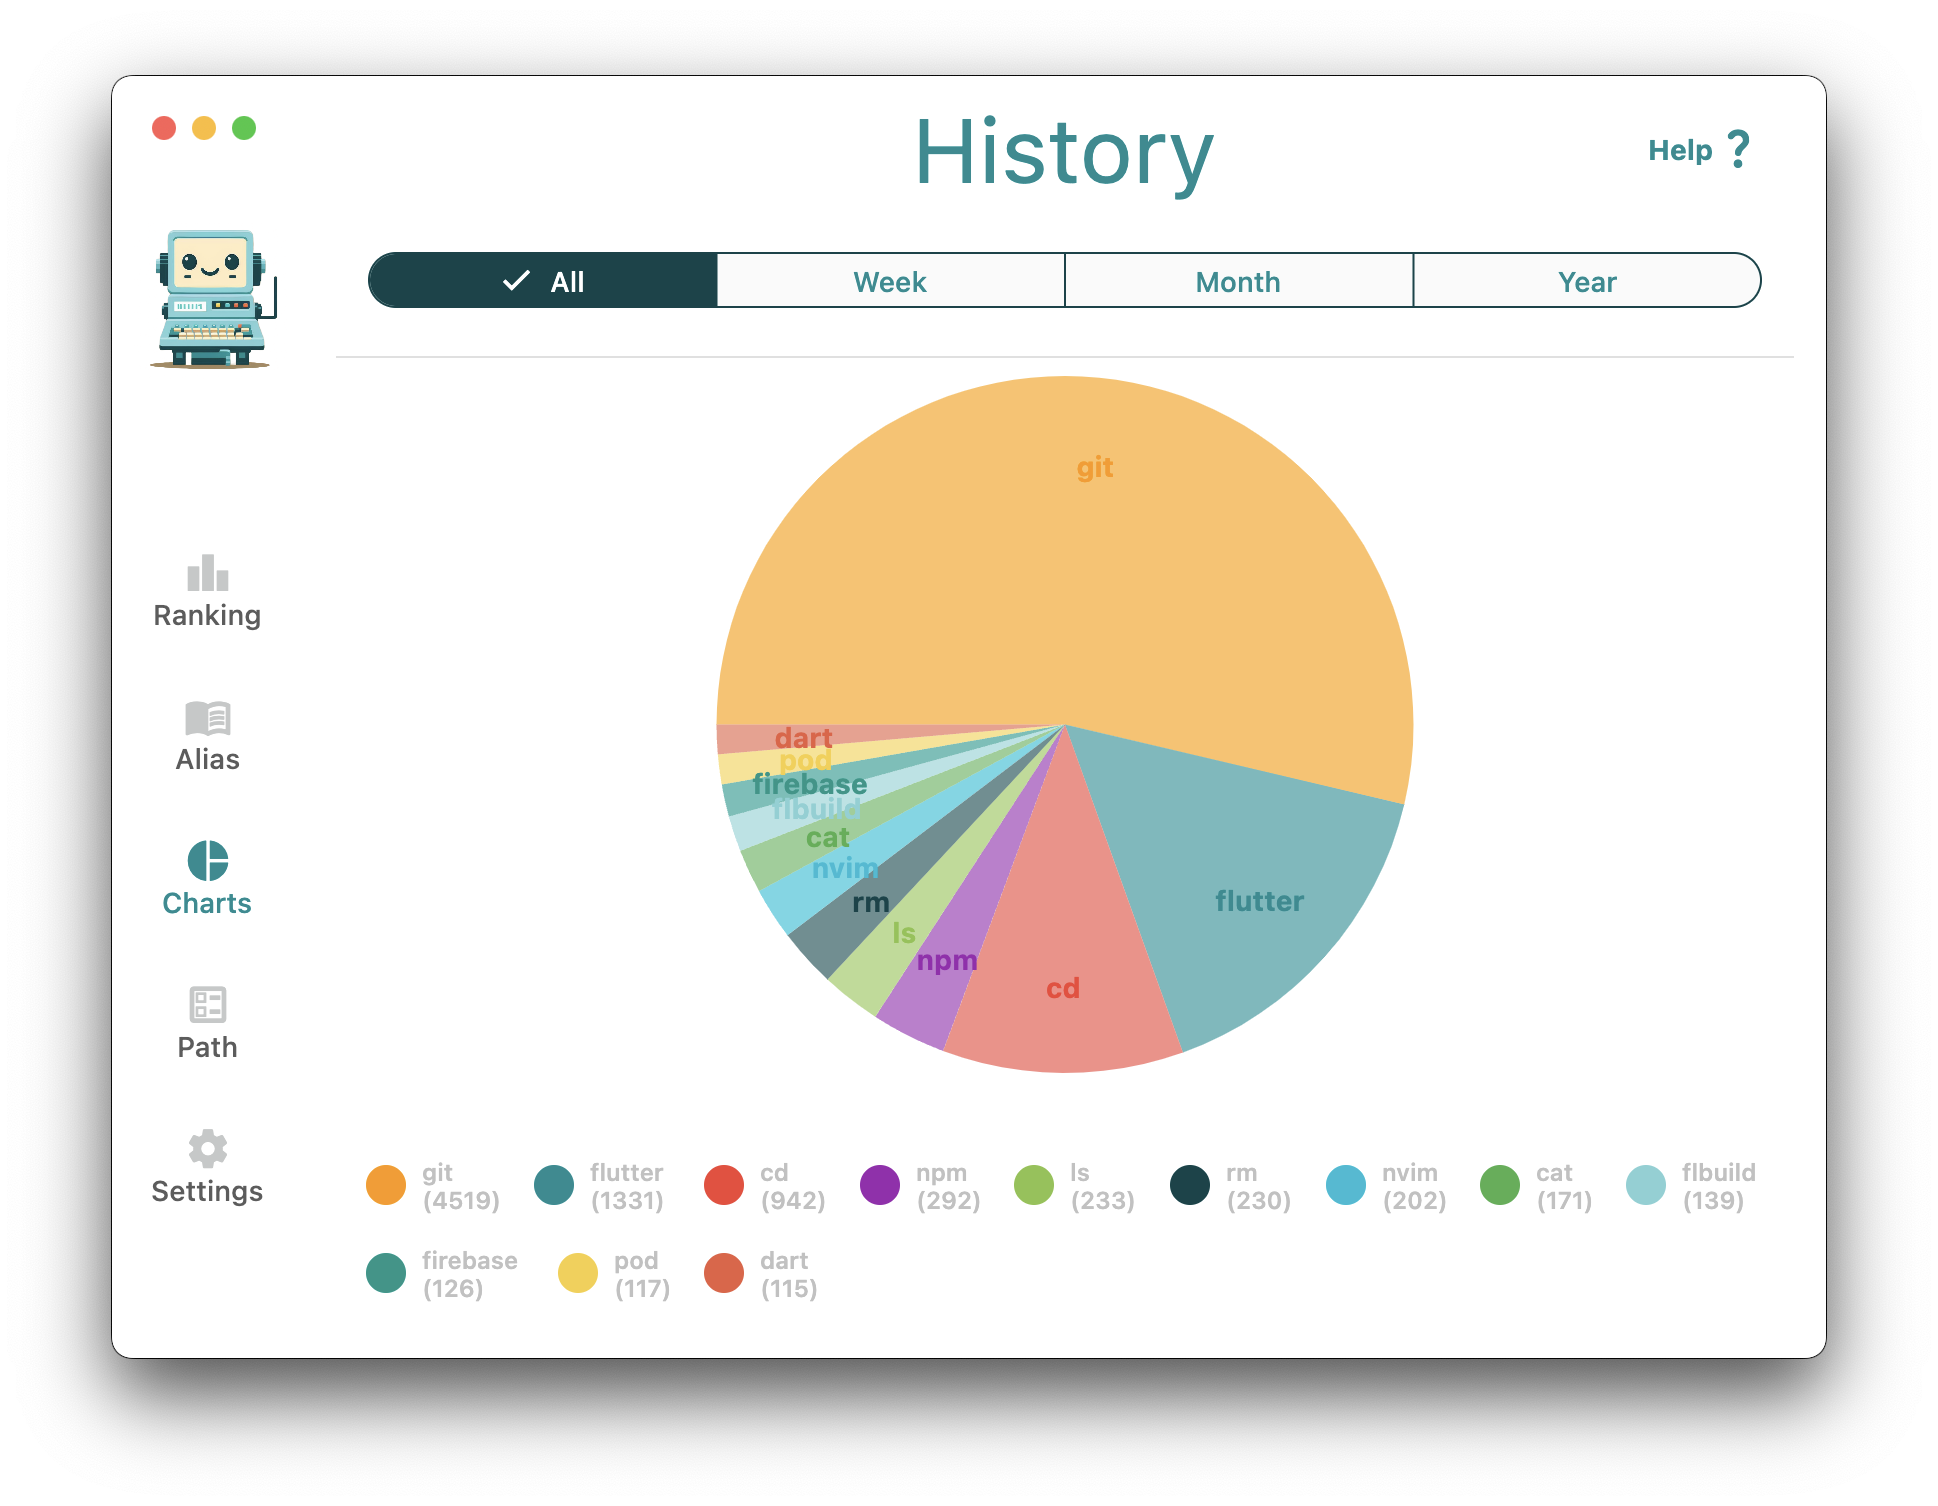 History
Help ?
All
Week
Month
Year
Ranking
Alias
Charts
Path
Settings
git
flutter
cd
npm
ls
rm
nvim
cat
flbuild
firebase
pod
dart
git
(4519)
flutter
(1331)
cd
(942)
npm
(292)
ls
(233)
rm
(230)
nvim
(202)
cat
(171)
flbuild
(139)
firebase
(126)
pod
(117)
dart
(115)